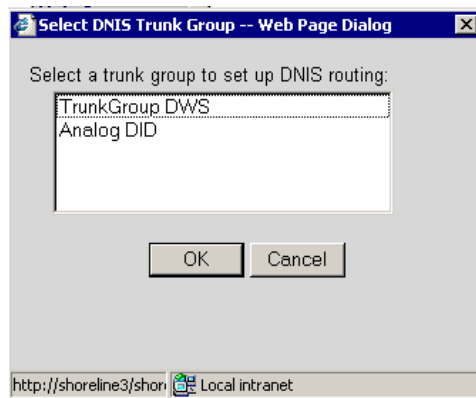 Select DNIS Trunk Group -- Web Page Dialog
Select a trunk group to set up DNIS routing:
TrunkGroup DWS
Analog DID
OK Cancel
http://shoreline3/shor Local intranet